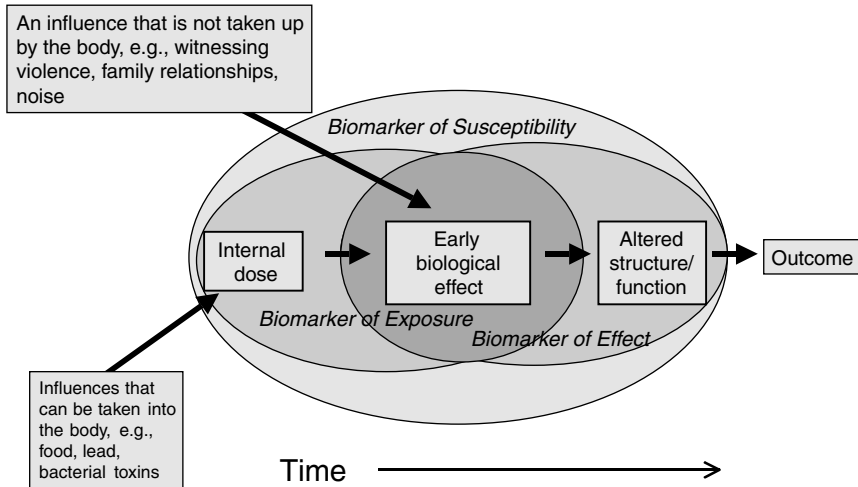 An influence that is not taken up
by the body, e.g., witnessing
violence, family relationships,
noise
Biomarker of Susceptibility
Internal
dose
Early
biological
effect
Altered
structure/
function
Outcome
Biomarker of Exposure
Biomarker of Effect
Influences that
can be taken into
the body, e.g.,
food, lead,
bacterial toxins
Time